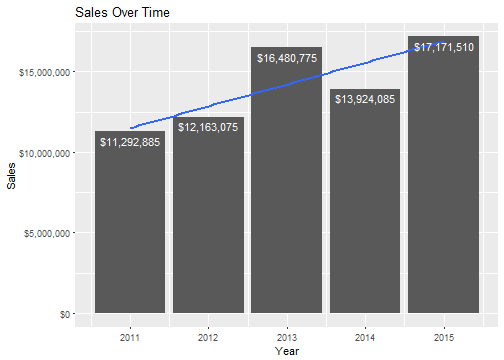 Sales Over Time
$17,171,510
$16,480,775
$15,000,000
$13,924,085
$12,163,075
$11,292,885
$10,000,000
Sales
$5,000,000
$0
2011 2012 2013 2014 2015
Year